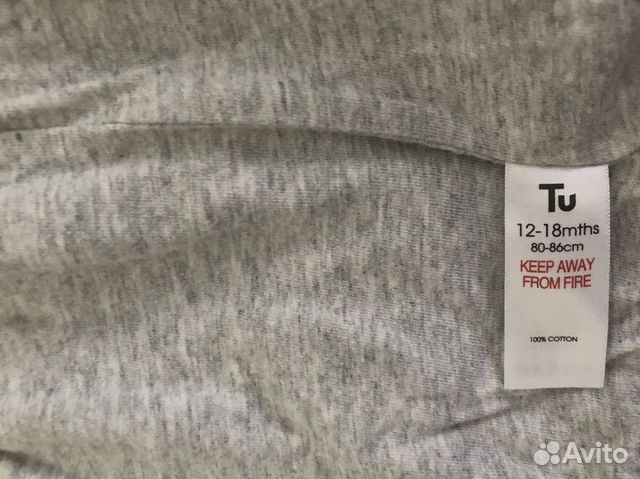 Tu
12-18mths
80-86cm
KEEP AWAY
FROM FIRE
100% COTTON
Avito